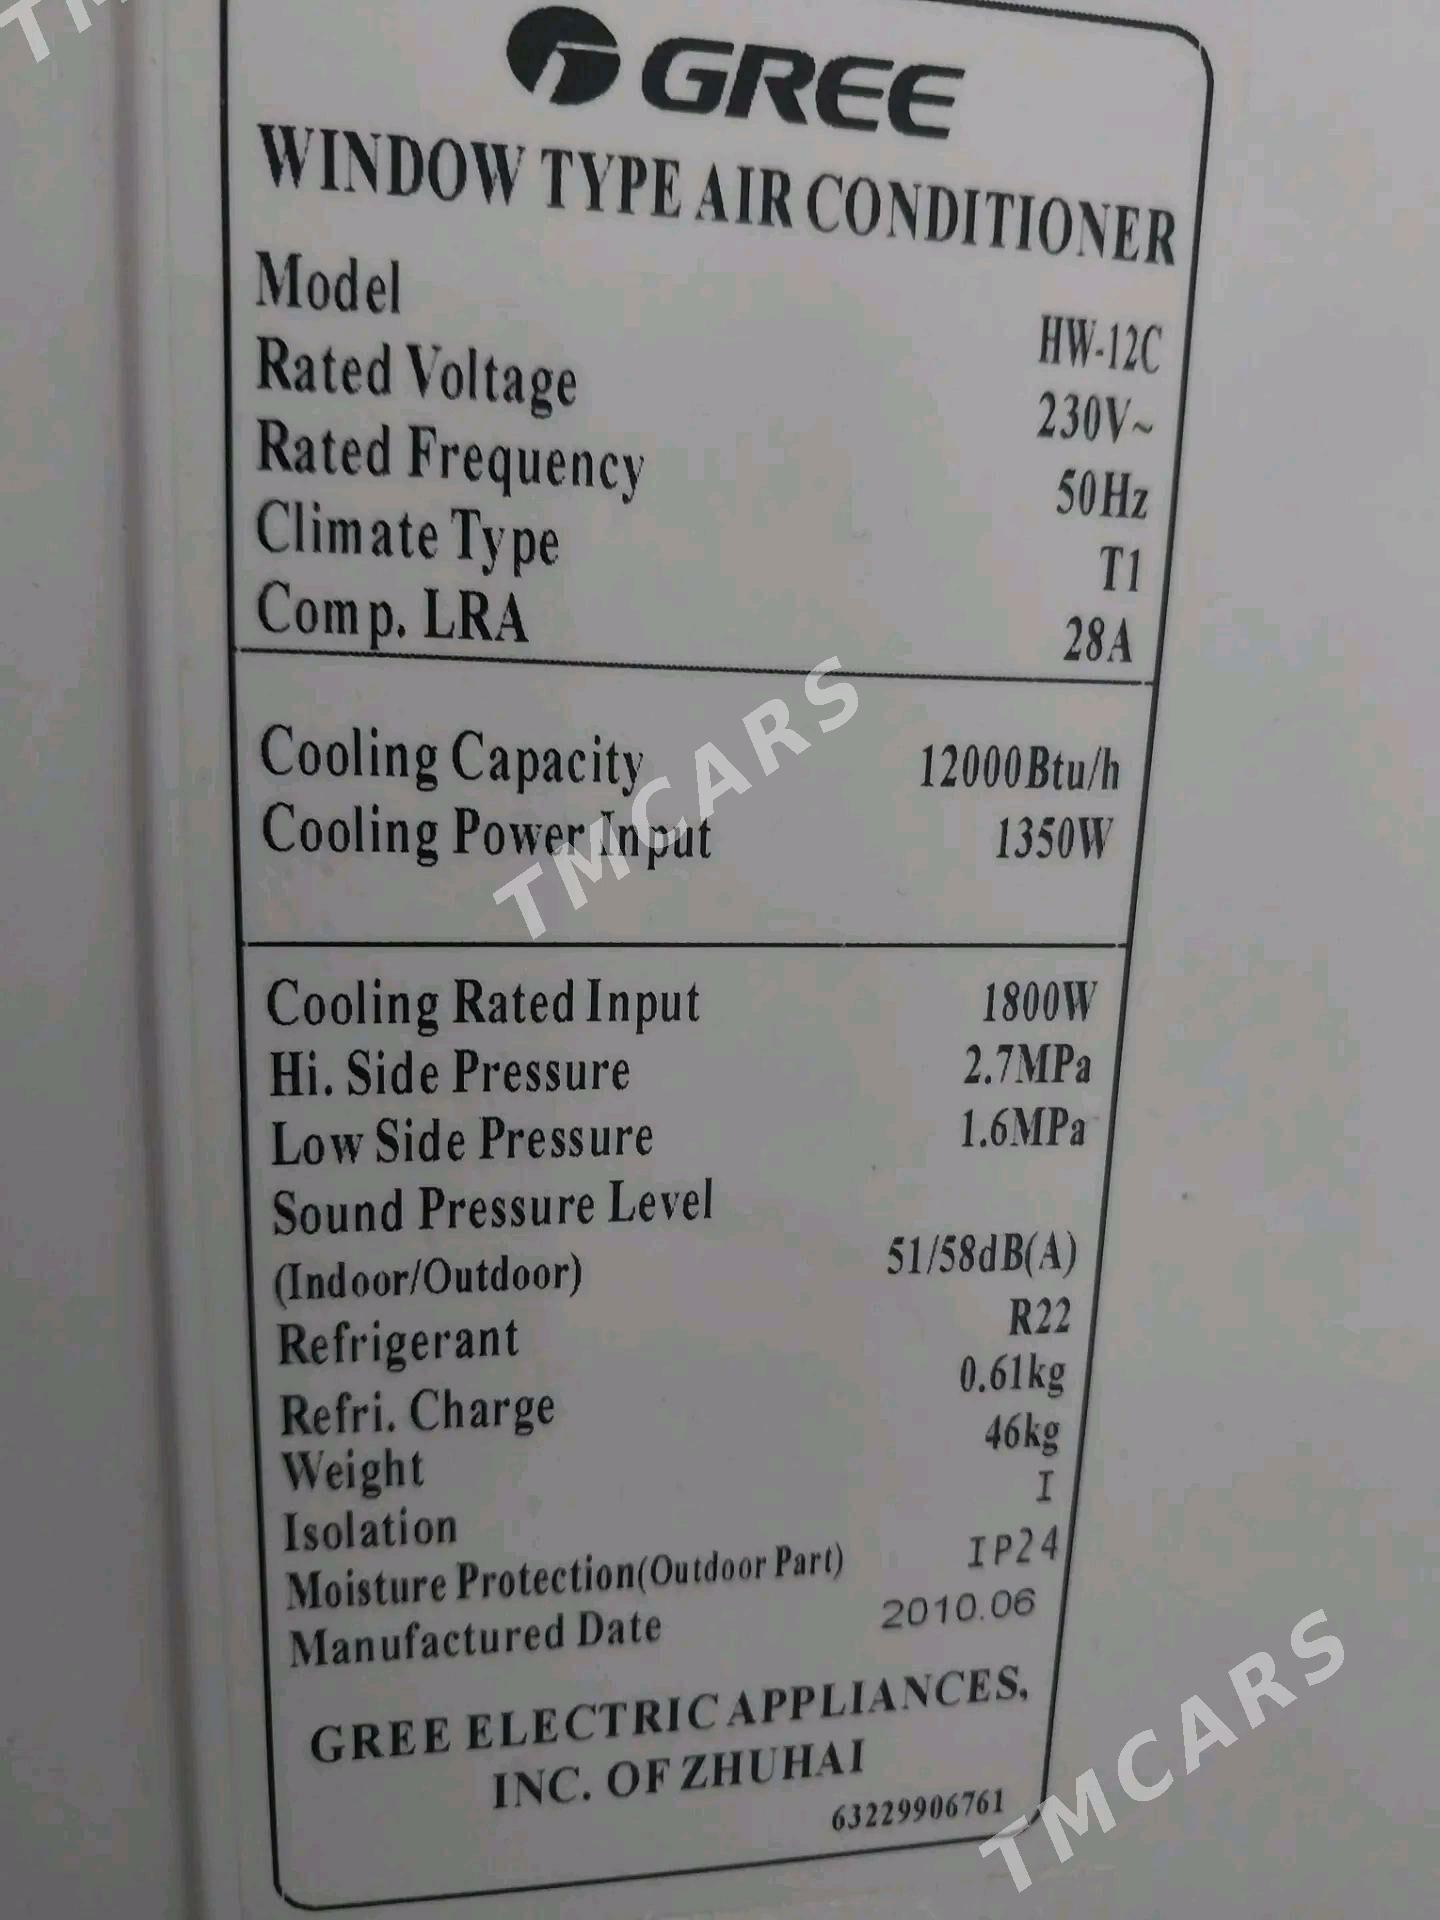 GREE
WINDOW TYPE AIR CONDITIONER
Model HW-12C
Rated Voltage 230V~
Rated Frequency 50Hz
Climate Type T1
Comp. LRA 28A
Cooling Capacity 12000Btu/h
Cooling Power Input 1350W
Cooling Rated Input 1800W
Hi. Side Pressure 2.7MPa
Low Side Pressure 1.6MPa
Sound Pressure Level
(Indoor/Outdoor) 51/58dB(A)
Refrigerant R22
Refri. Charge 0.61kg
Weight 46kg
Isolation I
Moisture Protection(Outdoor Part) IP24
Manufactured Date 2010.06
GREE ELECTRIC APPLIANCES,
INC. OF ZHUHAI
63229906761
TMCARS
TMCARS